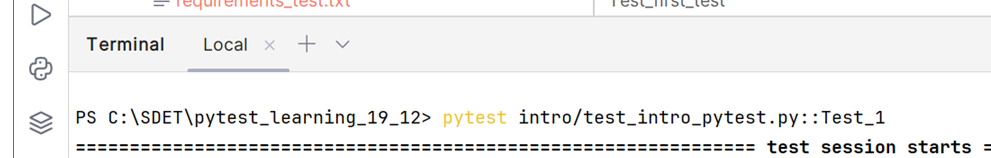 requirements_test.txt
Test_first_test
Terminal
Local
PS C:\SDET\pytest_learning_19_12> pytest intro/test_intro_pytest.py::Test_1
============================================================== test session starts =